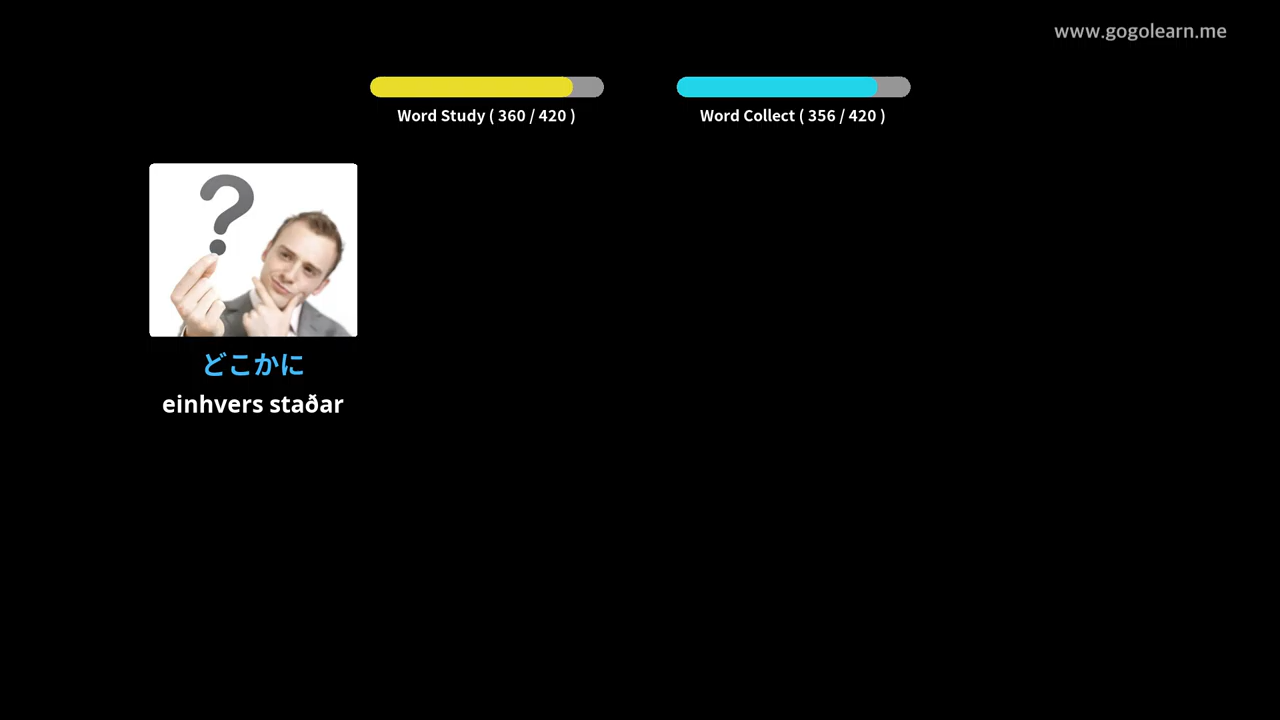 www.gogolearn.me
Word Study ( 360 / 420 )
Word Collect ( 356 / 420 )
?
どこかに
einhvers staðar